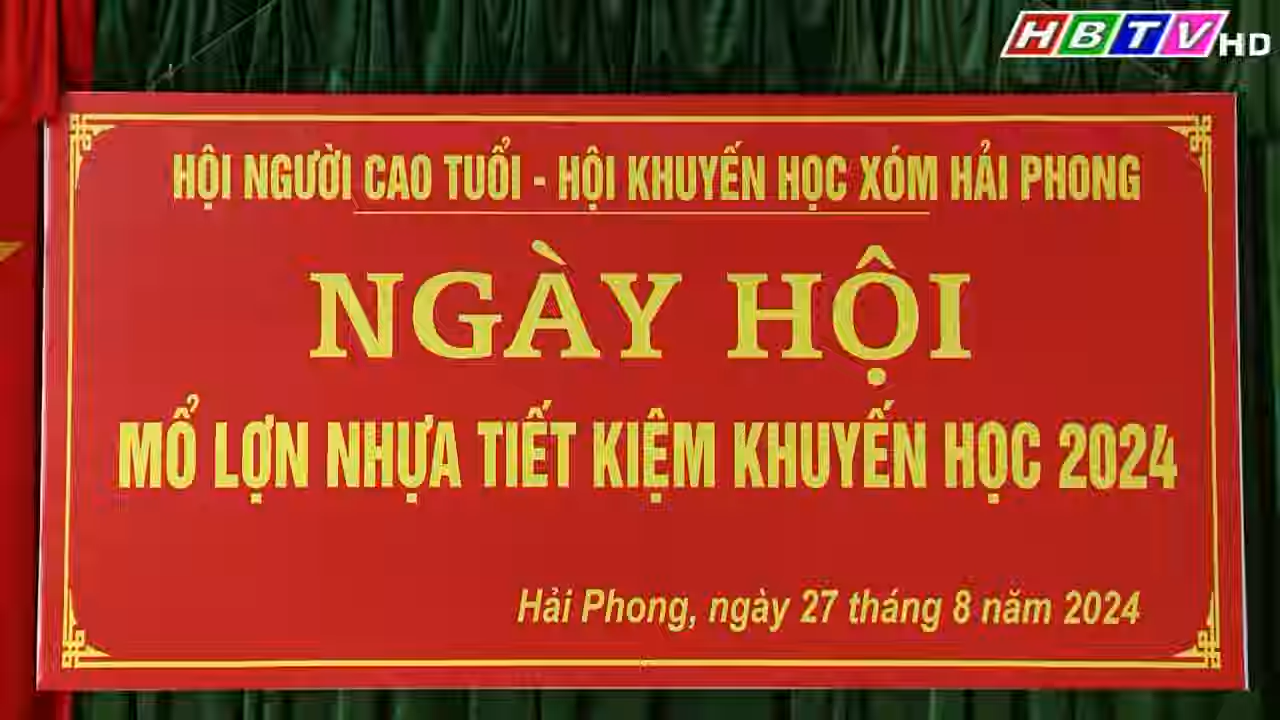 HBTV HD
HỘI NGƯỜI CAO TUỔI - HỘI KHUYẾN HỌC XÓM HẢI PHONG
NGÀY HỘI
MỔ LỢN NHỰA TIẾT KIỆM KHUYẾN HỌC 2024
Hải Phong, ngày 27 tháng 8 năm 2024